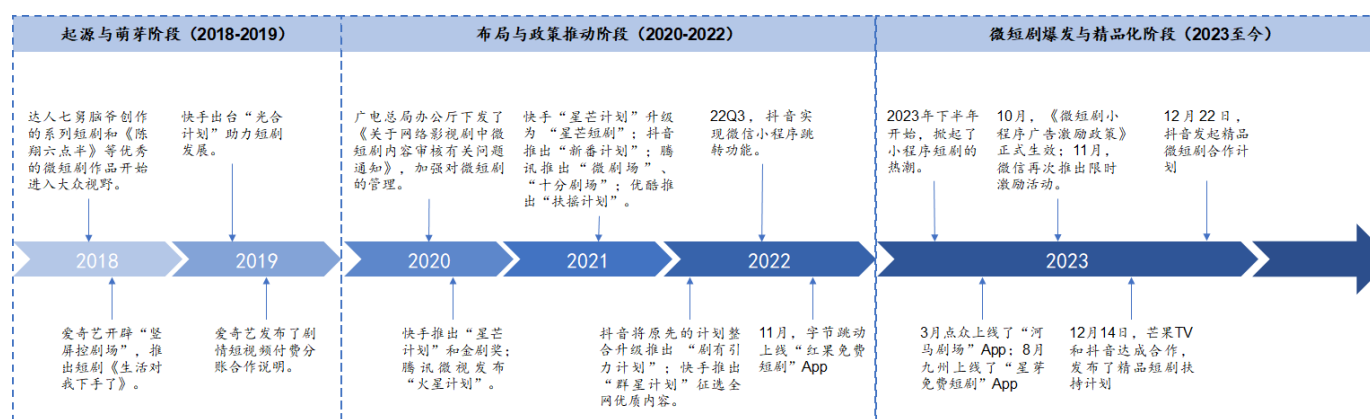 起源与萌芽阶段（2018-2019）
布局与政策推动阶段（2020-2022）
微短剧爆发与精品化阶段（2023至今）
达人七舅脑爷创作
的系列短剧和《陈
翔六点半》等优秀
的微短剧作品开始
进入大众视野。
快手出台“光合
计划”助力短剧
发展。
广电总局办公厅下发了
《关于网络影视剧中微
短剧内容审核有关问题
通知》，加强对微短剧
的管理。
快手“星芒计划”升级
为 “星芒短剧”；抖音
推出“新番计划”；腾
讯推出“微剧场”、
“十分剧场”；优酷推
出“扶摇计划”。
22Q3，抖音实
现微信小程序跳
转功能。
2023年下半年
开始，掀起了
小程序短剧的
热潮。
10月，《微短剧小
程序广告激励政策》
正式生效；11月，
微信再次推出限时
激励活动。
12月22日，
抖音发起精品
微短剧合作计
划
2018
2019
2020
2021
2022
2023
爱奇艺开辟“竖
屏控剧场”，推
出短剧《生活对
我下手了》。
爱奇艺发布了剧
情短视频付费分
账合作说明。
快手推出“星芒
计划”和金剧奖；
腾讯微视发布
“火星计划”。
抖音将原先的计划整
合升级推出 “剧有引
力计划”；快手推出
“群星计划”征选全
网优质内容。
11月，字节跳动
上线“红果免费
短剧”App
3月点众上线了“河
马剧场”App；8月
九州上线了“星芽
免费短剧”App
12月14日，芒果TV
和抖音达成合作，
发布了精品短剧扶
持计划